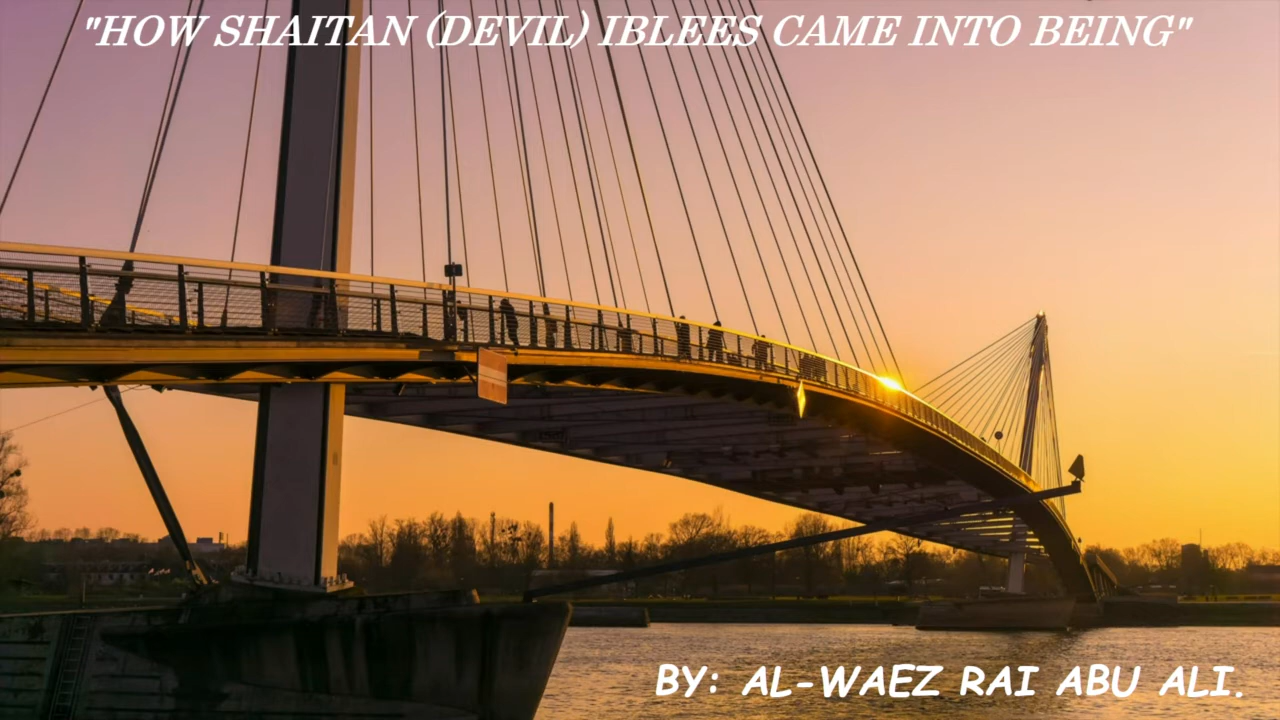 "HOW SHAITAN (DEVIL) IBLEES CAME INTO BEING"
BY: AL-WAEZ RAI ABU ALI.